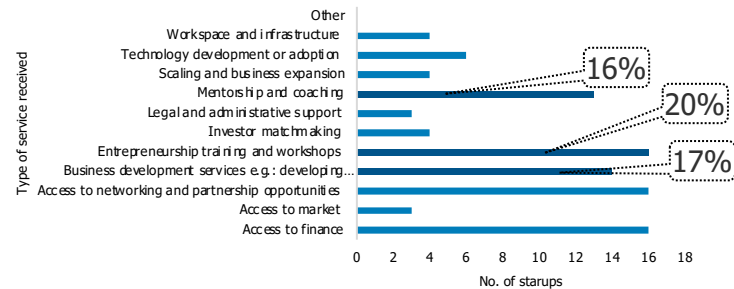 Other
Workspace and infrastructure
Technology development or adoption
Scaling and business expansion
Mentorship and coaching
Legal and administrative support
Investor matchmaking
Entrepreneurship training and workshops
Business development services e.g.: developing...
Access to networking and partnership opportunities
Access to market
Access to finance
Type of service received
16%
20%
17%
0 2 4 6 8 10 12 14 16 18
No. of starups